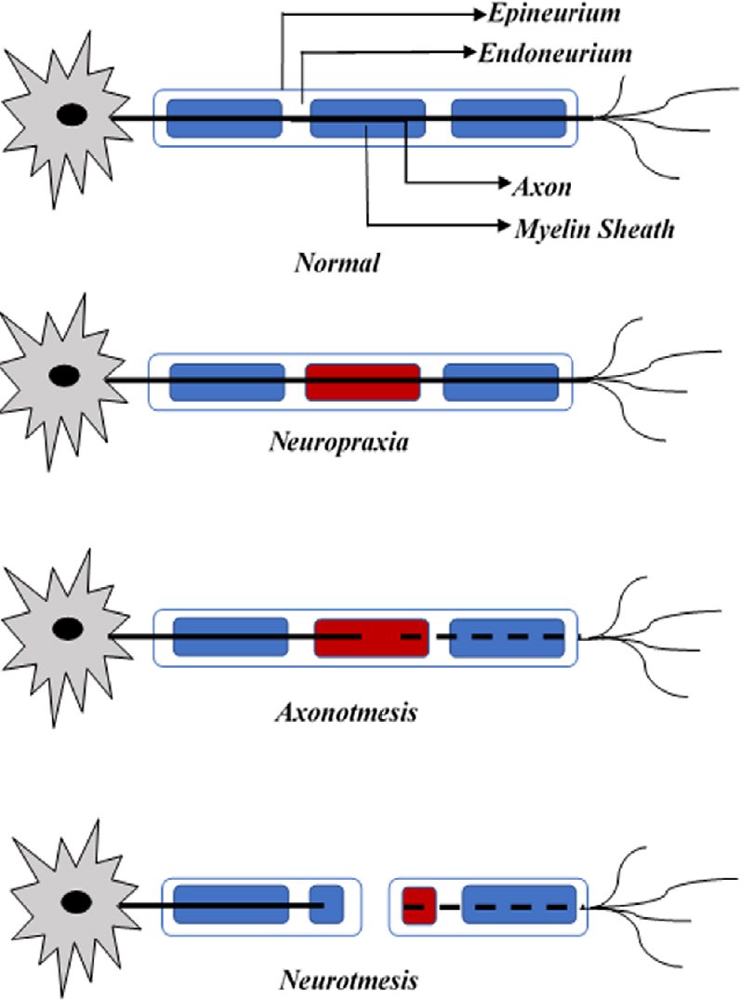 Epineurium
Endoneurium
Axon
Myelin Sheath
Normal
Neuropraxia
Axonotmesis
Neurotmesis